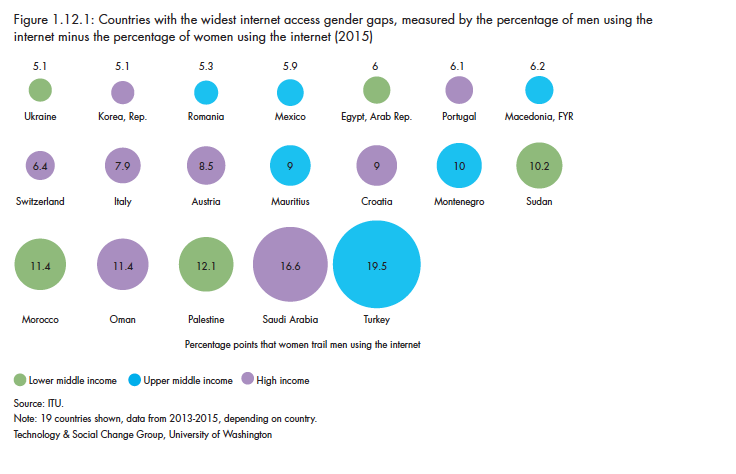 Figure 1.12.1: Countries with the widest internet access gender gaps, measured by the percentage of men using the
internet minus the percentage of women using the internet (2015)
5.1 5.1 5.3 5.9 6 6.1 6.2
Ukraine Korea, Rep. Romania Mexico Egypt, Arab Rep. Portugal Macedonia, FYR
6.4 7.9 8.5 9 9 10 10.2
Switzerland Italy Austria Mauritius Croatia Montenegro Sudan
11.4 11.4 12.1 16.6 19.5
Morocco Oman Palestine Saudi Arabia Turkey
Percentage points that women trail men using the internet
Lower middle income Upper middle income High income
Source: ITU.
Note: 19 countries shown, data from 2013-2015, depending on country.
Technology & Social Change Group, University of Washington